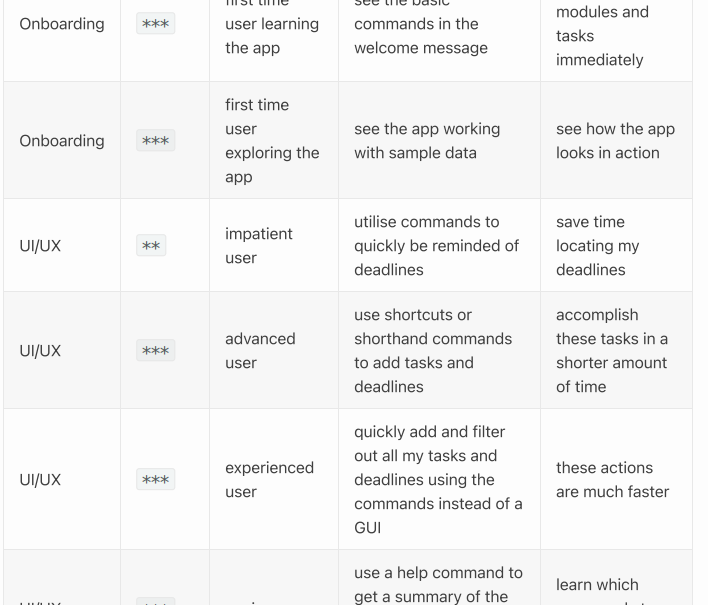 first time
see the basic
modules and
Onboarding
***
user learning
commands in the
tasks
the app
welcome message
immediately
first time
user
exploring the
app
Onboarding
***
see the app working
with sample data
see how the app
looks in action
UI/UX
**
impatient
user
utilise commands to
quickly be reminded of
deadlines
save time
locating my
deadlines
UI/UX
***
advanced
user
use shortcuts or
shorthand commands
to add tasks and
deadlines
accomplish
these tasks in a
shorter amount
of time
UI/UX
***
experienced
user
quickly add and filter
out all my tasks and
deadlines using the
commands instead of a
GUI
these actions
are much faster
UI/UX
***
use a help command to
get a summary of the
learn which